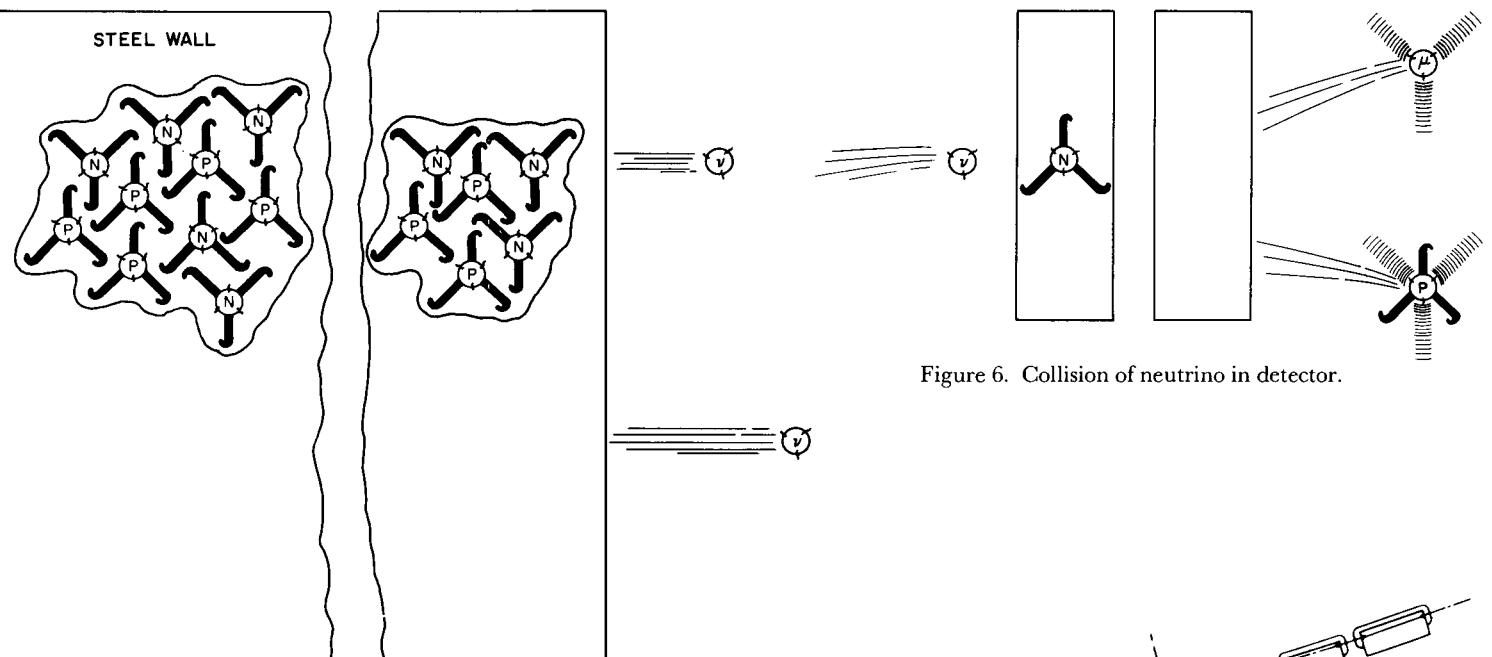 STEEL WALL
N
N
N
P
P
P
P
N
P
N
N
N
P
P
N
P
ν
ν
ν
N
μ
P
Figure 6. Collision of neutrino in detector.